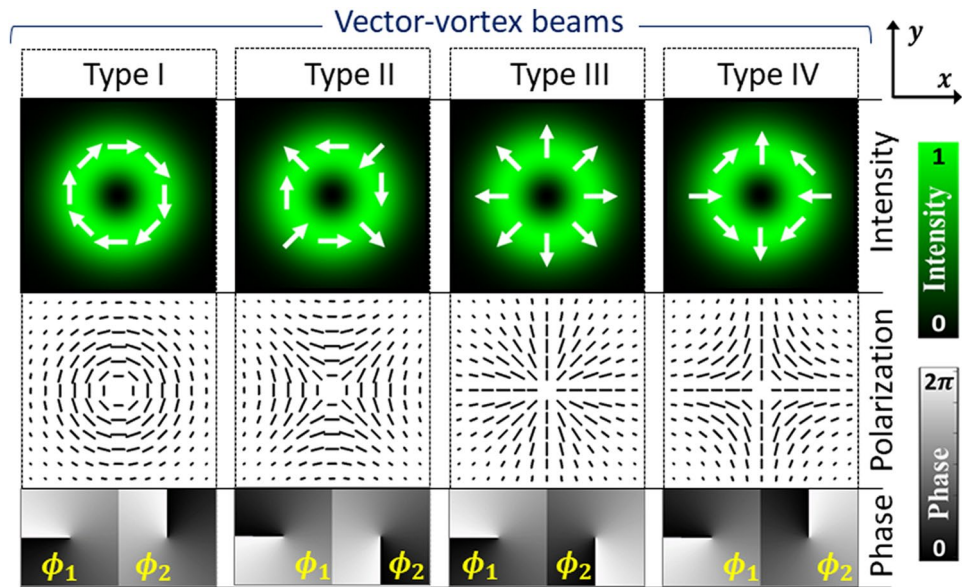 Vector-vortex beams
y
x
Type I
Type II
Type III
Type IV
Intensity
1
Intensity
0
Polarization
2π
Phase
0
Phase
ϕ₁
ϕ₂
ϕ₁
ϕ₂
ϕ₁
ϕ₂
ϕ₁
ϕ₂